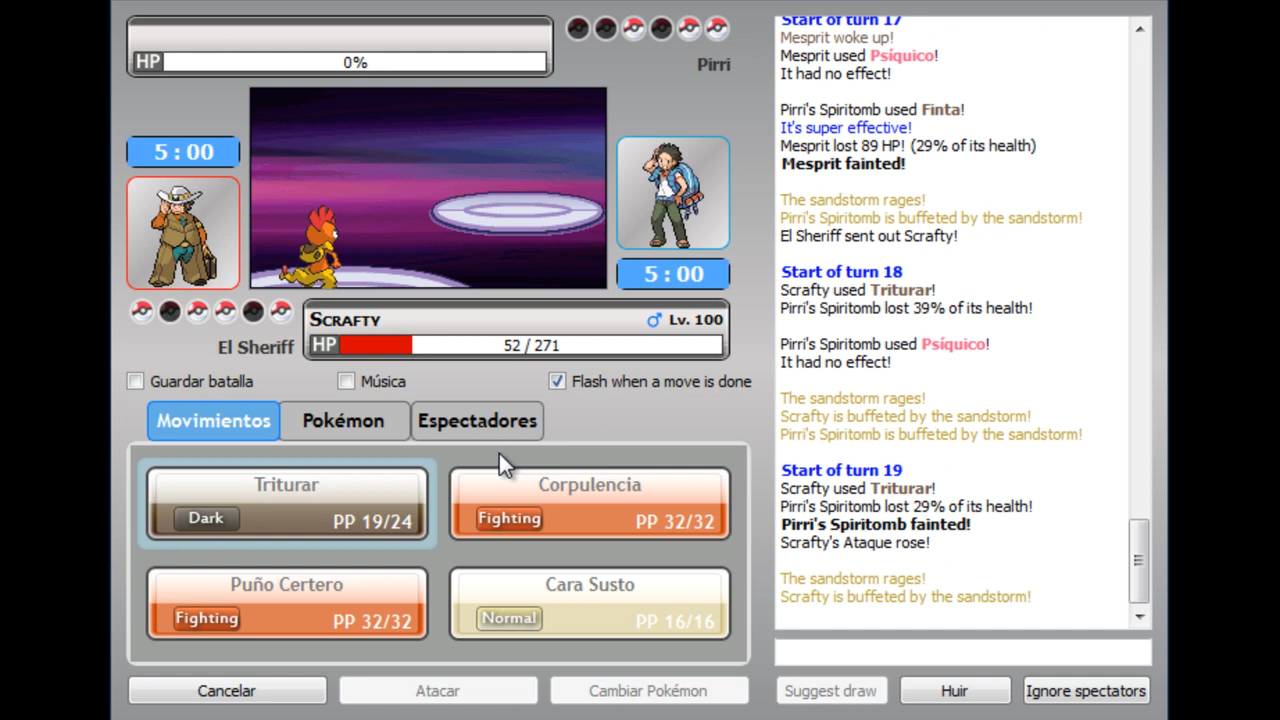 HP 0%
Pirri
5:00
5:00
El Sheriff
SCRAFTY ♂ Lv. 100
HP 52 / 271
Guardar batalla Música Flash when a move is done
Movimientos Pokémon Espectadores
Triturar
Dark PP 19/24
Corpulencia
Fighting PP 32/32
Puño Certero
Fighting PP 32/32
Cara Susto
Normal PP 16/16
Cancelar Atacar Cambiar Pokémon
Start of turn 17
Mesprit woke up!
Mesprit used Psíquico!
It had no effect!
Pirri's Spiritomb used Finta!
It's super effective!
Mesprit lost 89 HP! (29% of its health)
Mesprit fainted!
The sandstorm rages!
Pirri's Spiritomb is buffeted by the sandstorm!
El Sheriff sent out Scrafty!
Start of turn 18
Scrafty used Triturar!
Pirri's Spiritomb lost 39% of its health!
Pirri's Spiritomb used Psíquico!
It had no effect!
The sandstorm rages!
Scrafty is buffeted by the sandstorm!
Pirri's Spiritomb is buffeted by the sandstorm!
Start of turn 19
Scrafty used Triturar!
Pirri's Spiritomb lost 29% of its health!
Pirri's Spiritomb fainted!
Scrafty's Ataque rose!
The sandstorm rages!
Scrafty is buffeted by the sandstorm!
Suggest draw Huir Ignore spectators